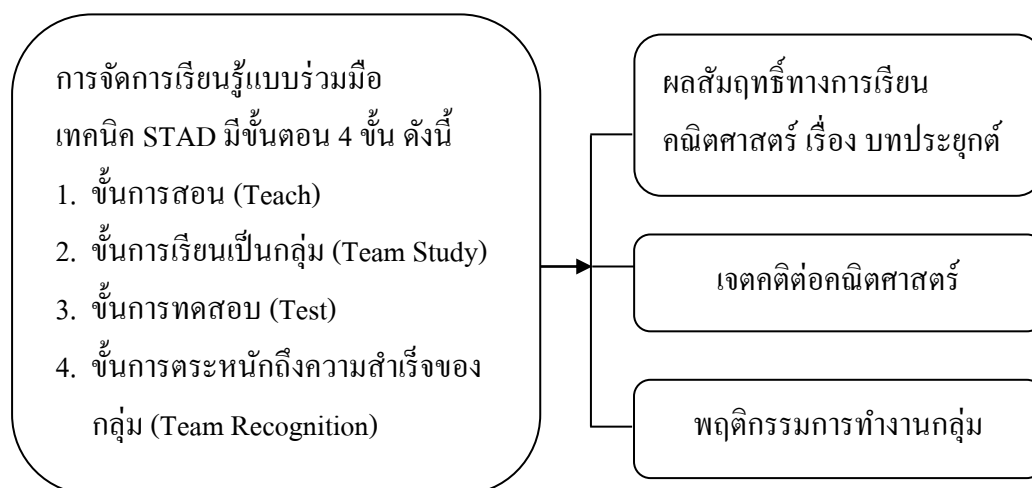 การจัดการเรียนรู้แบบร่วมมือ
เทคนิค STAD มีขั้นตอน 4 ขั้น ดังนี้
1. ขั้นการสอน (Teach)
2. ขั้นการเรียนเป็นกลุ่ม (Team Study)
3. ขั้นการทดสอบ (Test)
4. ขั้นการตระหนักถึงความสำเร็จของ
กลุ่ม (Team Recognition)
ผลสัมฤทธิ์ทางการเรียน
คณิตศาสตร์ เรื่อง บทประยุกต์
เจตคติต่อคณิตศาสตร์
พฤติกรรมการทำงานกลุ่ม